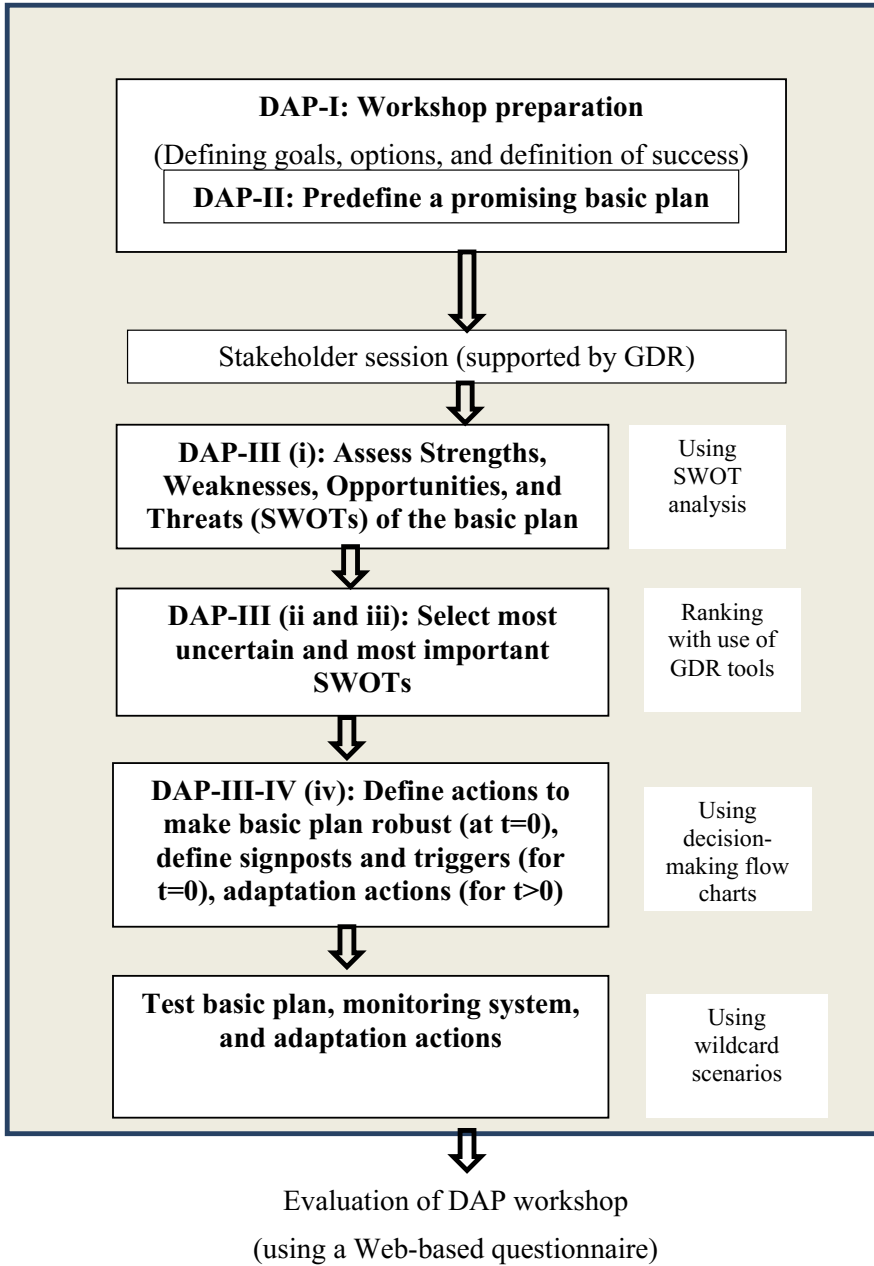 DAP-I: Workshop preparation
(Defining goals, options, and definition of success)
DAP-II: Predefine a promising basic plan
Stakeholder session (supported by GDR)
DAP-III (i): Assess Strengths,
Weaknesses, Opportunities, and
Threats (SWOTs) of the basic plan
Using
SWOT
analysis
DAP-III (ii and iii): Select most
uncertain and most important
SWOTs
Ranking
with use of
GDR tools
DAP-III-IV (iv): Define actions to
make basic plan robust (at t=0),
define signposts and triggers (for
t=0), adaptation actions (for t>0)
Using
decision-
making flow
charts
Test basic plan, monitoring system,
and adaptation actions
Using
wildcard
scenarios
Evaluation of DAP workshop
(using a Web-based questionnaire)